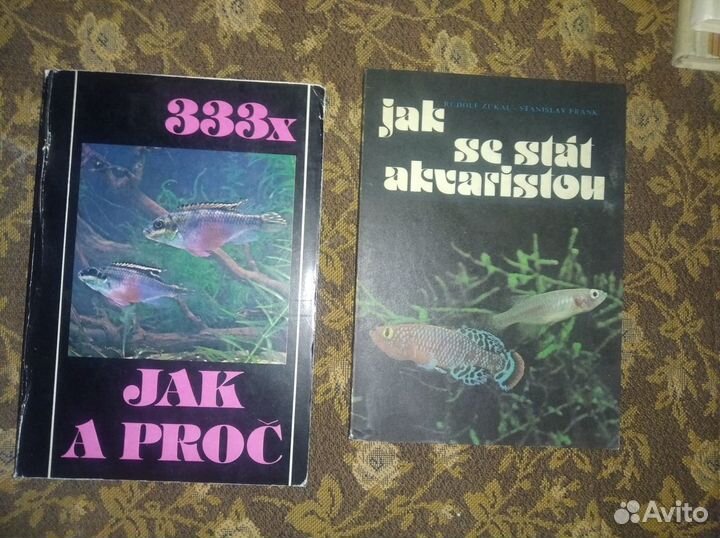 333x
JAK
A PROČ
RUDOLF ZUKAL - STANISLAV FRANK
jak
se stát
akvaristou
Avito